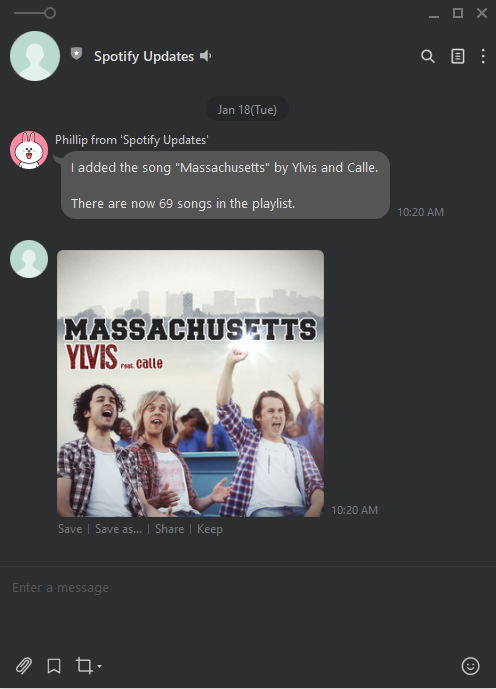 Spotify Updates
Jan 18(Tue)
Phillip from 'Spotify Updates'
I added the song "Massachusetts" by Ylvis and Calle.
There are now 69 songs in the playlist.
10:20 AM
MASSACHUSETTS
YLVIS FEAT. Calle
10:20 AM
Save | Save as... | Share | Keep
Enter a message